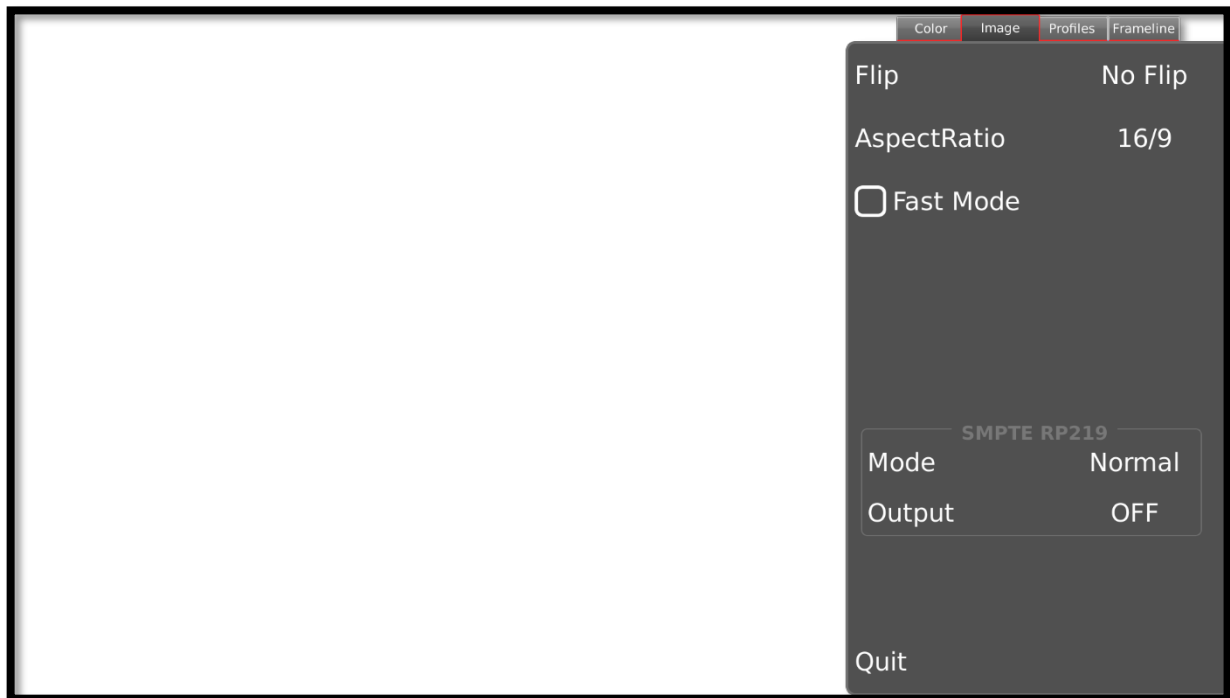 Color Image Profiles Frameline
Flip No Flip
AspectRatio 16/9
Fast Mode
SMPTE RP219
Mode Normal
Output OFF
Quit